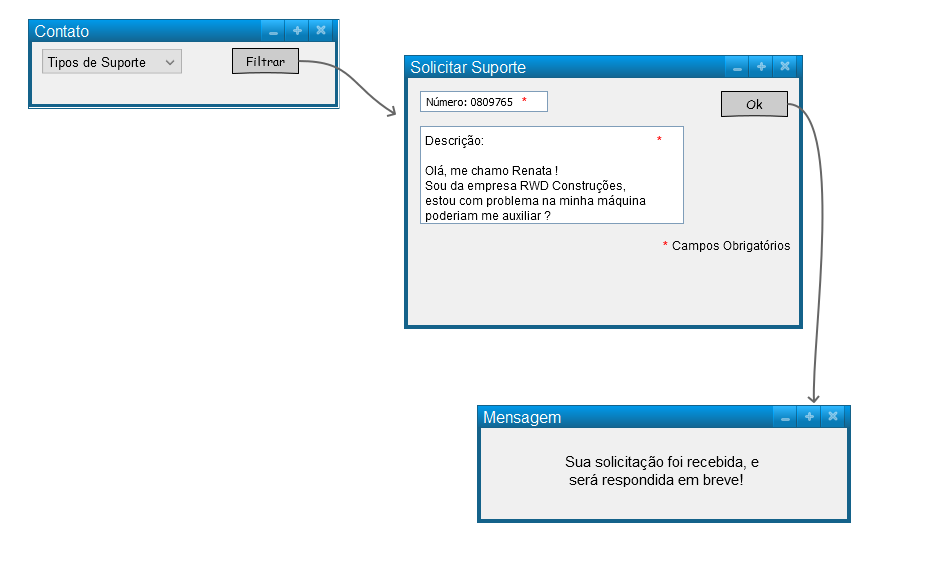 Contato
Tipos de Suporte
Filtrar
Solicitar Suporte
Número: 0809765 *
Ok
Descrição: *
Olá, me chamo Renata !
Sou da empresa RWD Construções,
estou com problema na minha máquina
poderiam me auxiliar ?
* Campos Obrigatórios
Mensagem
Sua solicitação foi recebida, e
será respondida em breve!